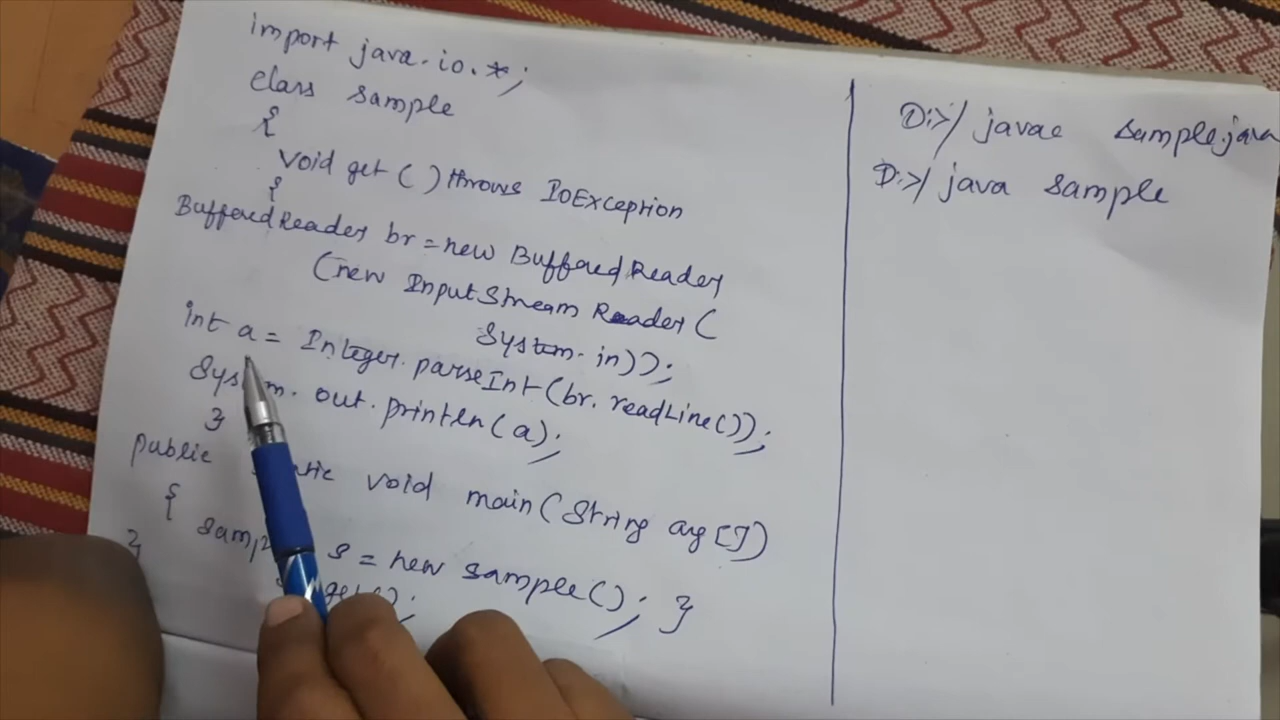 import java.io.*;
class sample
{
void get ( ) throws IOException
{
BufferedReader br = new BufferedReader
(new InputStream Reader (
System.in));
int a = Integer.parseInt(br.readLine());
out.println(a);
}
public void main(String arg[])
{
s = new sample(); }
}
get();
D:>/ javac sample.java
D:>/ java sample